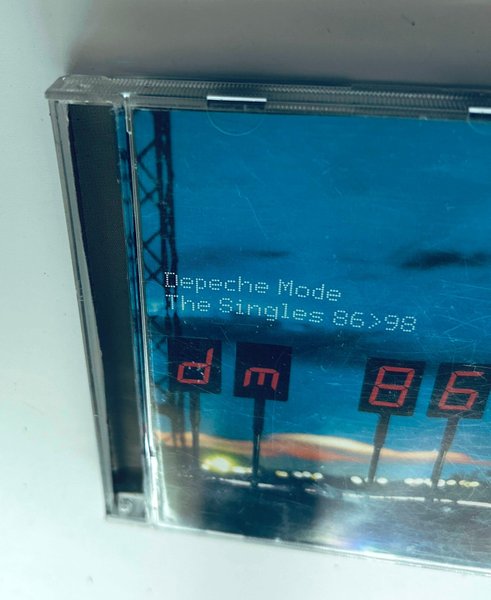 Depeche Mode
The Singles 86>98
dm 86